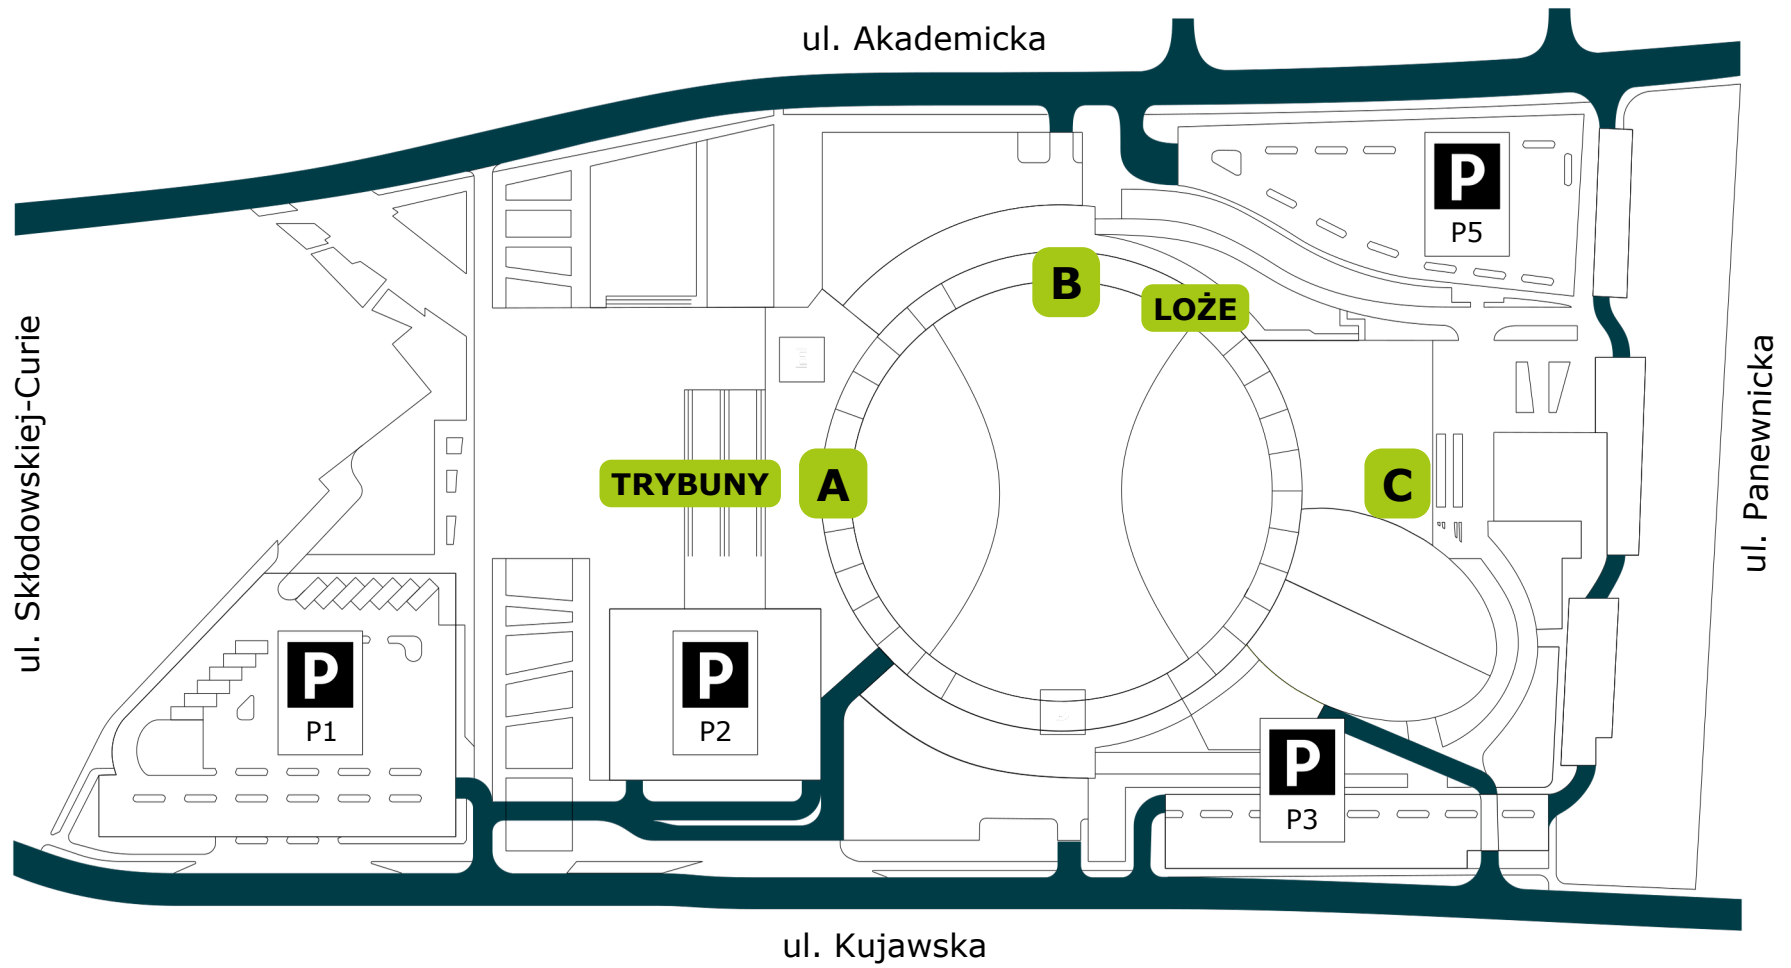 ul. Akademicka
P
P5
B
LOŻE
ul. Skłodowskiej-Curie
ul. Panewnicka
TRYBUNY
A
C
P
P1
P
P2
P
P3
ul. Kujawska